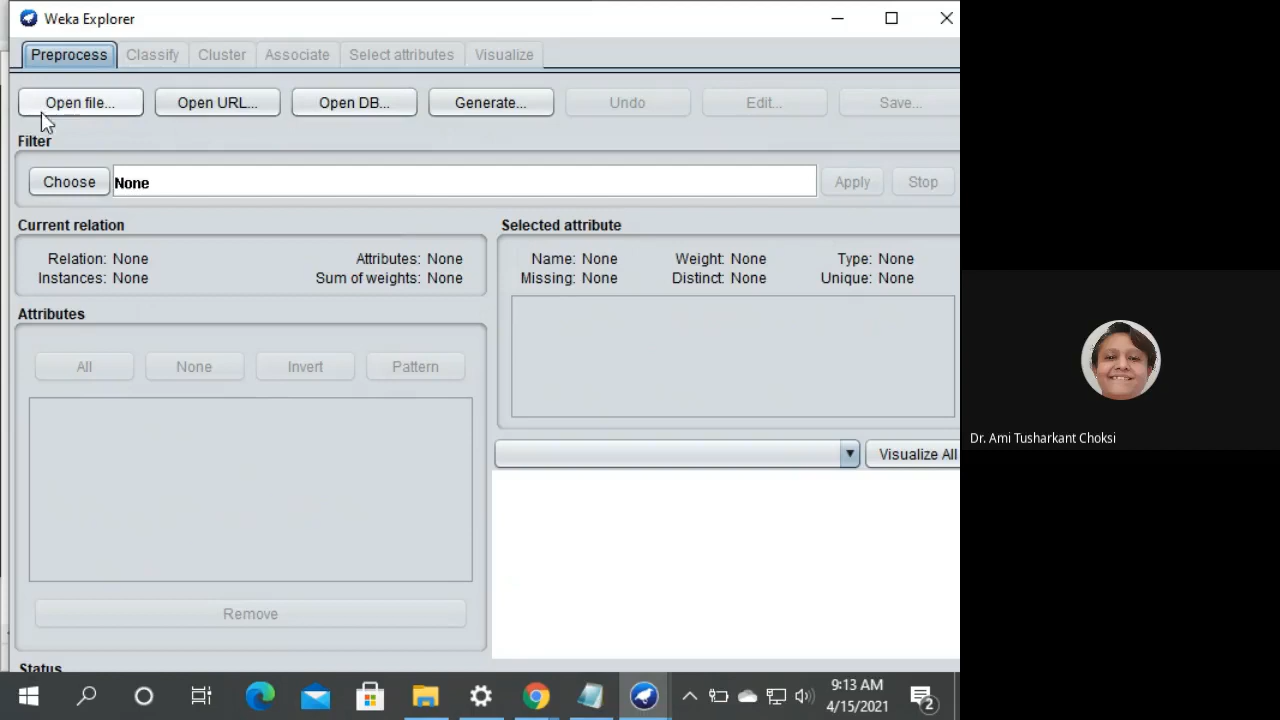 Weka Explorer
Preprocess Classify Cluster Associate Select attributes Visualize
Open file... Open URL... Open DB... Generate... Undo Edit... Save...
Filter
Choose None Apply Stop
Current relation
Relation: None Attributes: None
Instances: None Sum of weights: None
Selected attribute
Name: None Weight: None Type: None
Missing: None Distinct: None Unique: None
Attributes
All None Invert Pattern
Visualize All
Remove
Status
Dr. Ami Tusharkant Choksi
9:13 AM
4/15/2021
2